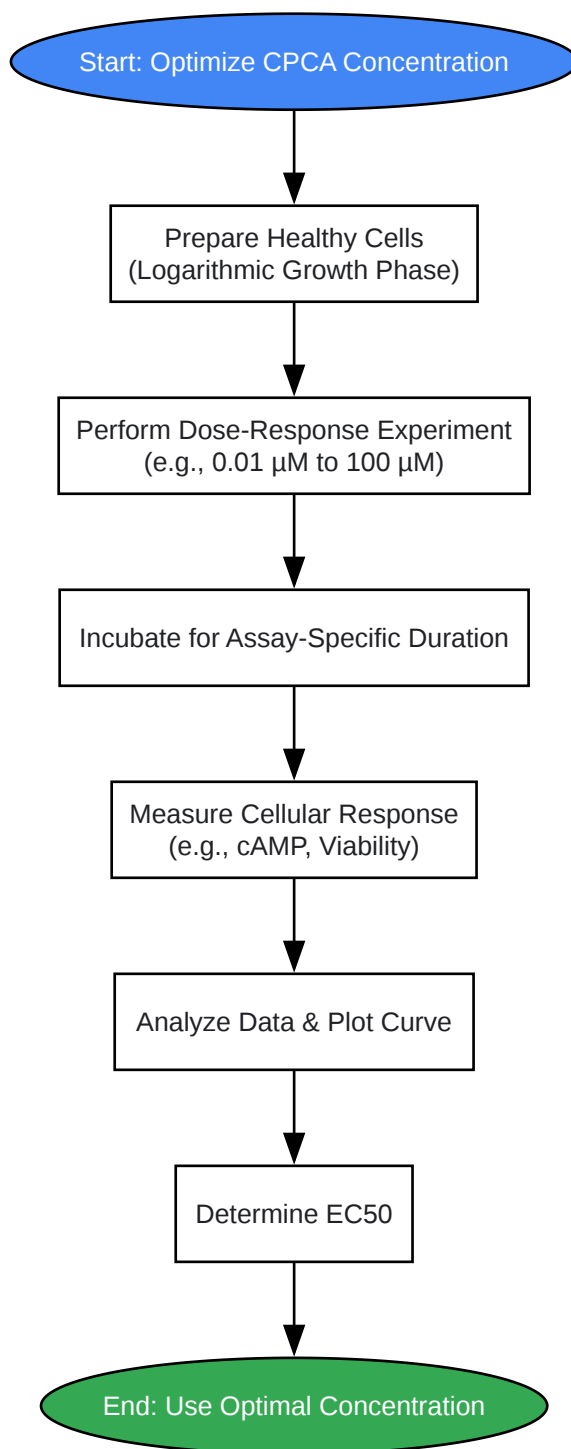 Start: Optimize CPCA Concentration
Prepare Healthy Cells
(Logarithmic Growth Phase)
Perform Dose-Response Experiment
(e.g., 0.01 µM to 100 µM)
Incubate for Assay-Specific Duration
Measure Cellular Response
(e.g., cAMP, Viability)
Analyze Data & Plot Curve
Determine EC50
End: Use Optimal Concentration